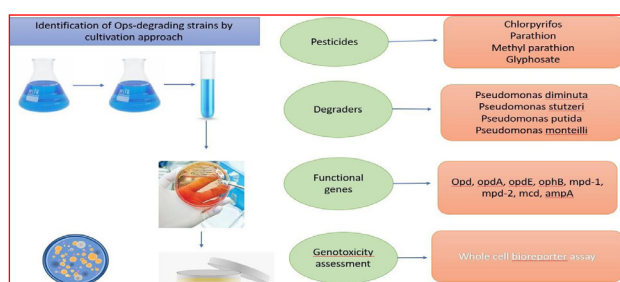 Identification of Ops-degrading strains by
cultivation approach
Pesticides
Chlorpyrifos
Parathion
Methyl parathion
Glyphosate
Degraders
Pseudomonas diminuta
Pseudomonas stutzeri
Pseudomonas putida
Pseudomonas monteilli
Functional
genes
Opd, opdA, opdE, ophB, mpd-1,
mpd-2, mcd, ampA
Genotoxicity
assessment
Whole cell bioreporter assay